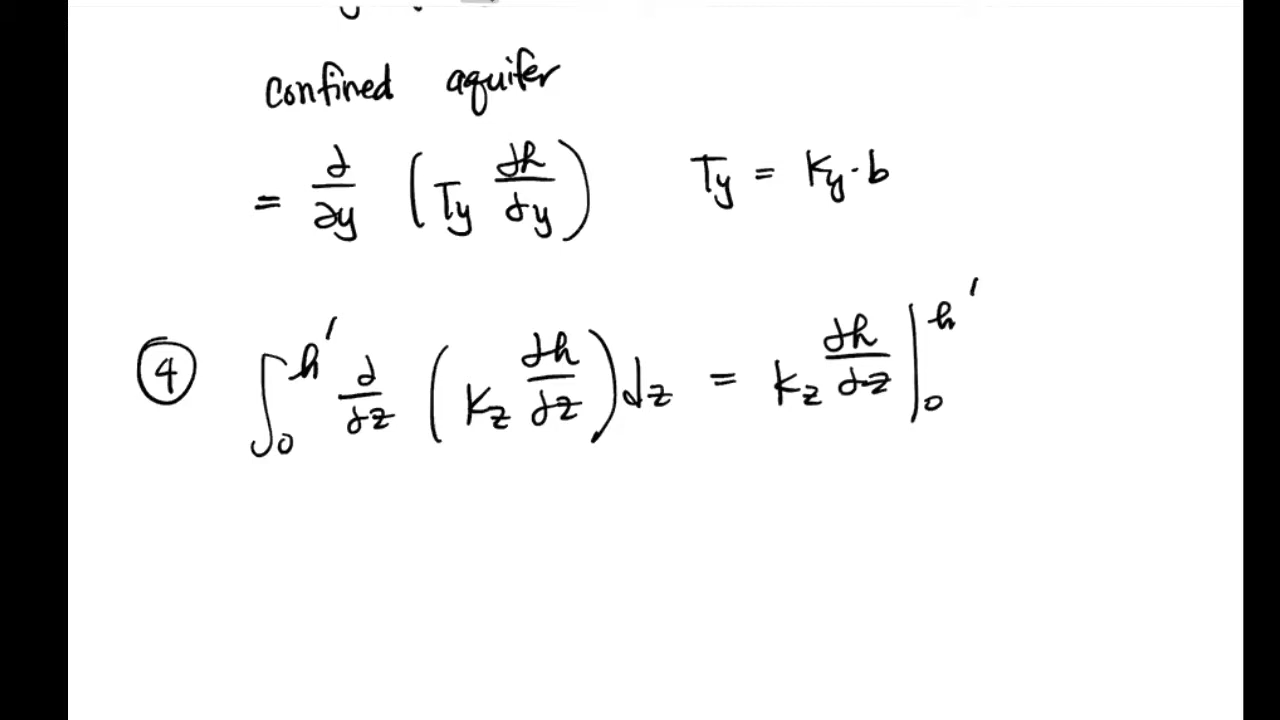 confined aquifer
= ∂/∂y (Ty ∂h/∂y) Ty = Ky · b
④ ∫₀^h' ∂/∂z (Kz ∂h/∂z) dz = Kz ∂h/∂z |₀^h'